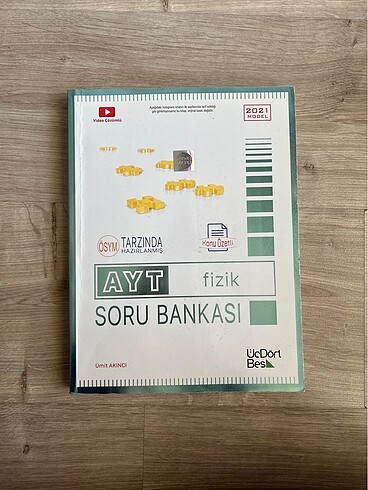 Video Çözümlü
2021
MODEL
ÖSYM TARZINDA
HAZIRLANMIŞ
Konu Özetli
AYT fizik
SORU BANKASI
Ümit AKINCI
ÜçDört
Beş